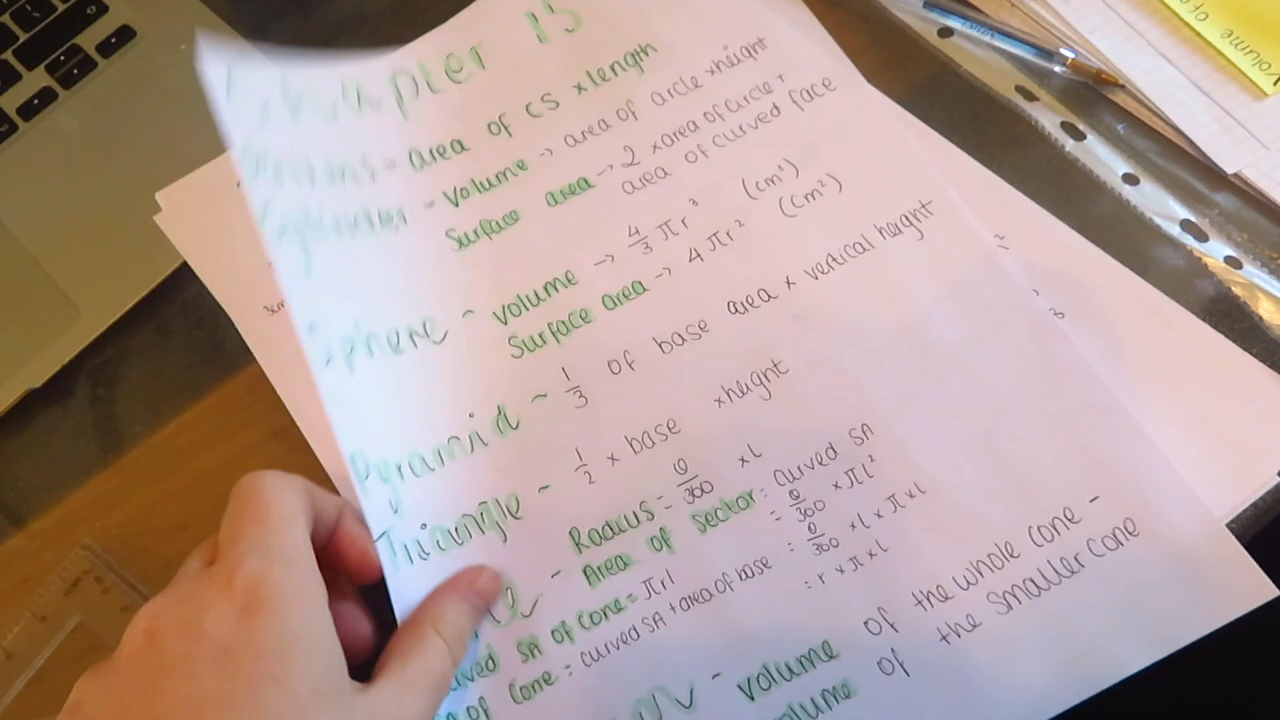 Chapter 15
= area of CS x length
Cylinder - volume → area of circle x height
Surface area → 2 x area of circle +
area of curved face
Sphere - volume → 4/3 πr³ (cm³)
Surface area → 4πr² (cm²)
Pyramid - 1/3 of base area x vertical height
Triangle - 1/2 x base x height
- Radius = θ/360 x l
- Area of sector = curved SA
= θ/360 x πl²
= θ/360 x l x π x l
= r x π x l
SA of cone = πrl
of cone = curved SA + area of base
- volume of the whole cone -
volume of the smaller cone
Volume of
3cm